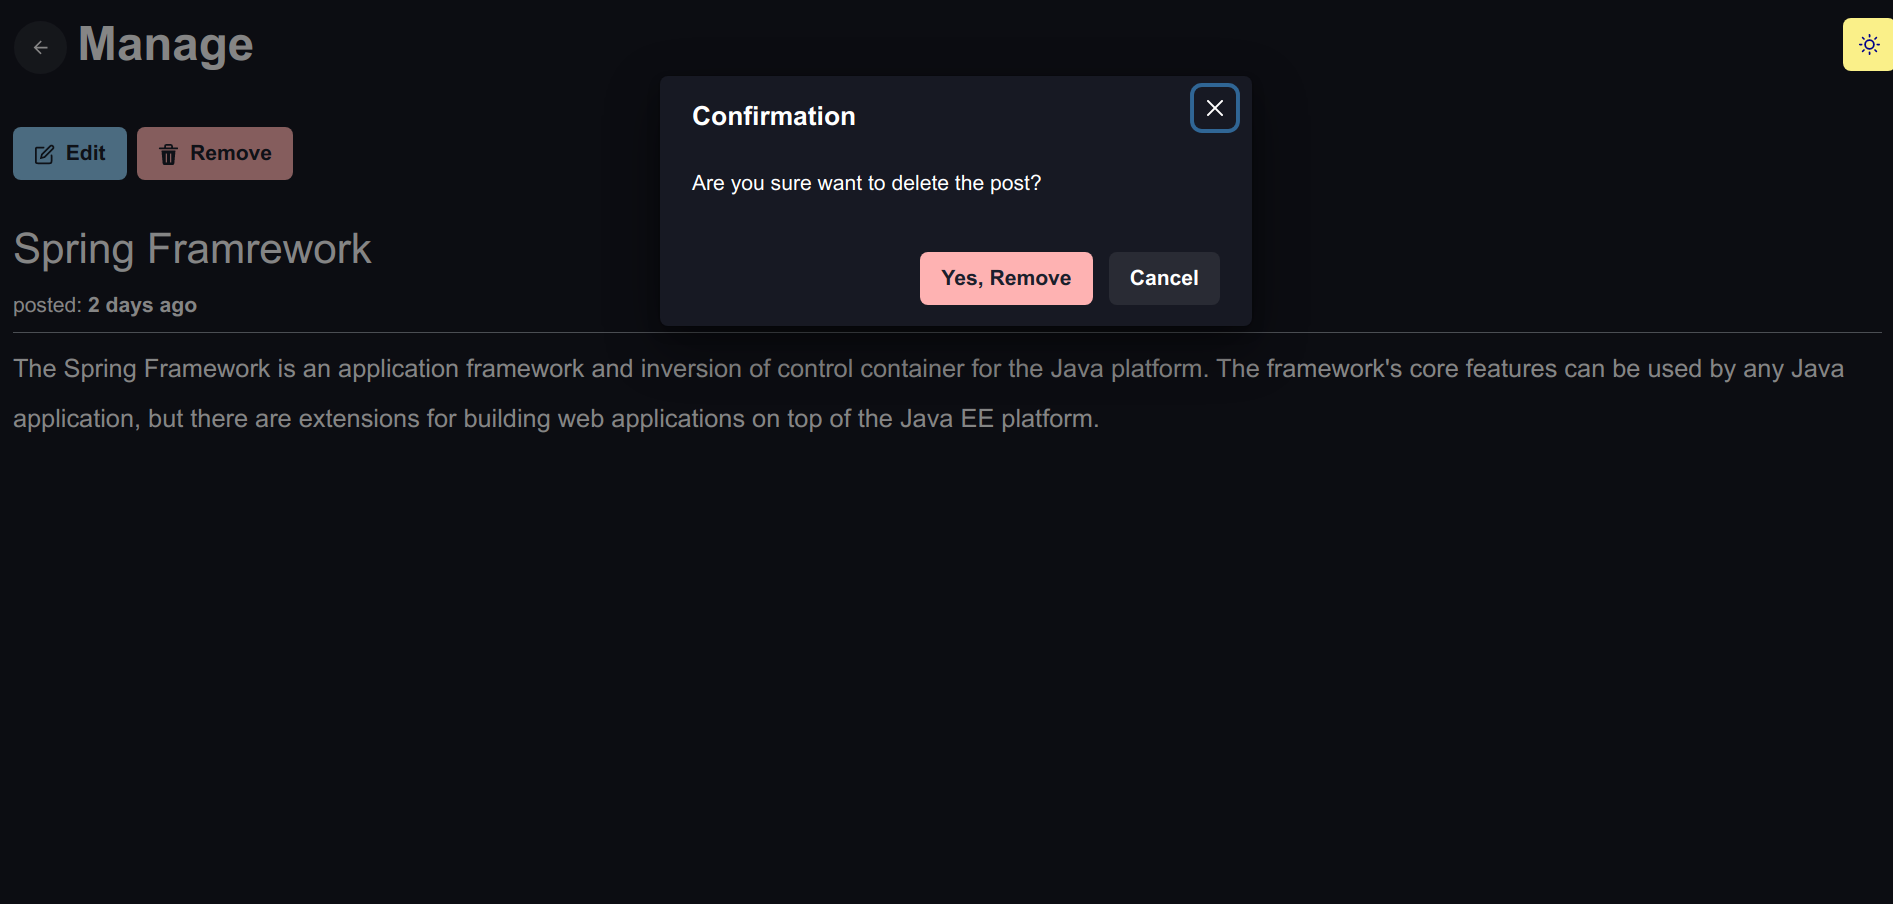 Manage
Confirmation
Are you sure want to delete the post?
Yes, Remove
Cancel
Edit
Remove
Spring Framrework
posted: 2 days ago
The Spring Framework is an application framework and inversion of control container for the Java platform. The framework's core features can be used by any Java
application, but there are extensions for building web applications on top of the Java EE platform.